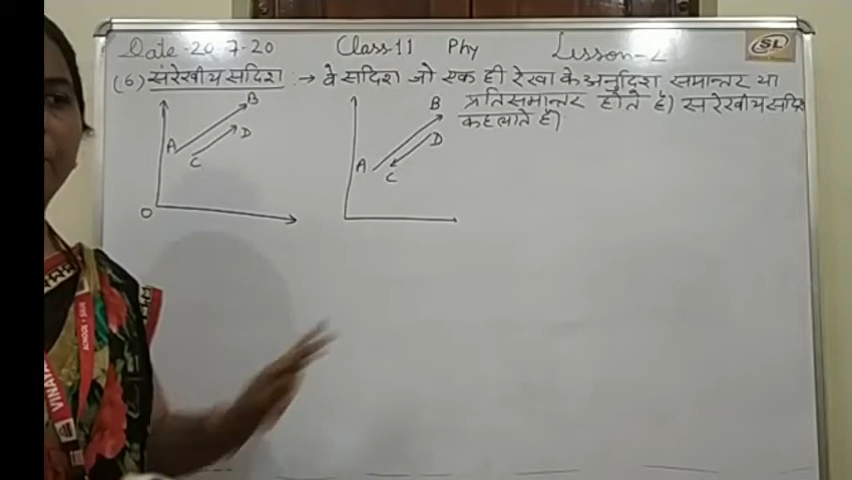 Date-20 7-20 Class-11 Phy Lesson-2
SL
(6) संरेखीय सदिश :→ वे सदिश जो एक ही रेखा के अनुदिश, समान्तर या
प्रतिसमान्तर होते है। सरेखीय सदिश
कहलाते है।
B
D
A
C
O
B
D
A
C